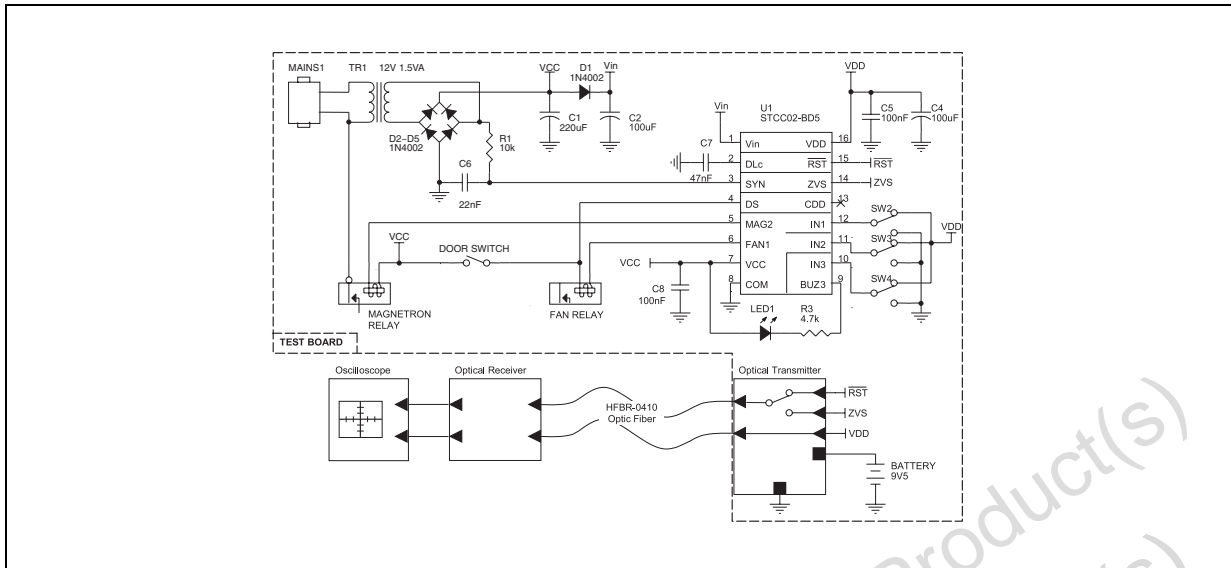 MAINS1
TR1
12V 1.5VA
VCC
D1
1N4002
Vin
C1
220uF
C2
100uF
D2-D5
1N4002
R1
10k
C6
22nF
Vin
U1
STCC02-BD5
VDD
C5
100nF
C4
100uF
C7
47nF
1
Vin
VDD
16
2
DLc
RST
15
RST
3
SYN
ZVS
14
ZVS
4
DS
CDD
13
5
MAG2
IN1
12
SW2
6
FAN1
IN2
11
SW3
VDD
7
VCC
IN3
10
SW4
8
COM
BUZ3
9
VCC
DOOR SWITCH
VCC
C8
100nF
MAGNETRON
RELAY
FAN RELAY
LED1
R3
4.7k
TEST BOARD
Oscilloscope
Optical Receiver
HFBR-0410
Optic Fiber
Optical Transmitter
RST
ZVS
VDD
BATTERY
9V5
Product(s)
(s)